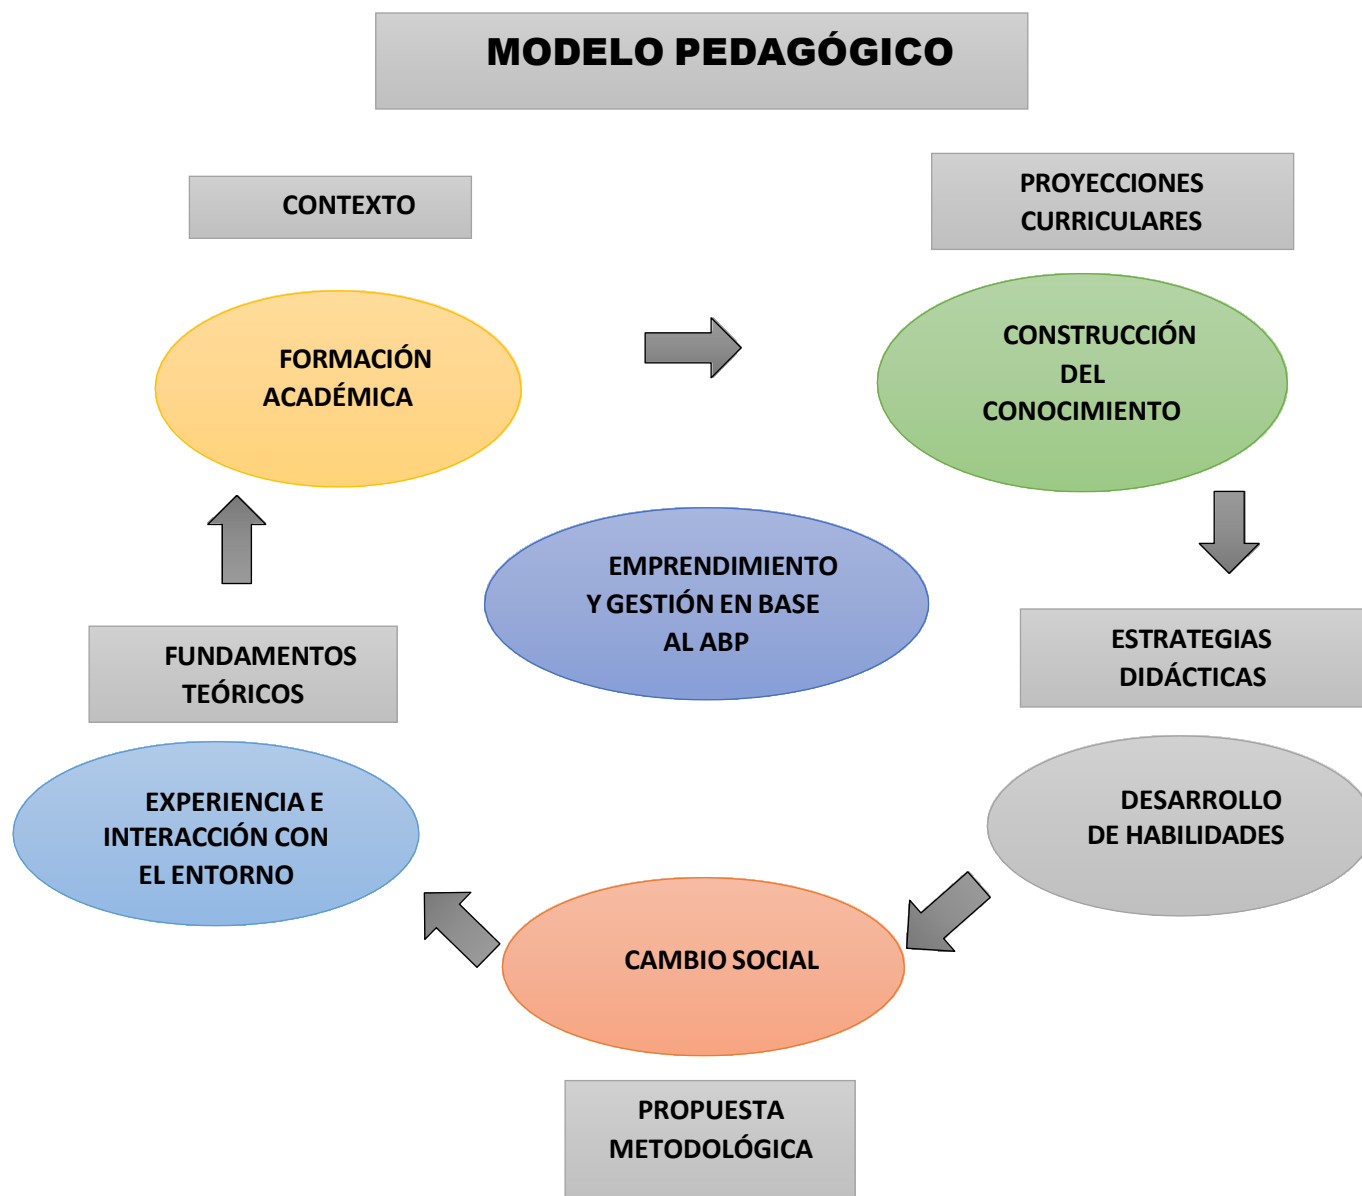 MODELO PEDAGÓGICO
CONTEXTO
PROYECCIONES
CURRICULARES
FORMACIÓN
ACADÉMICA
CONSTRUCCIÓN
DEL
CONOCIMIENTO
EMPRENDIMIENTO
Y GESTIÓN EN BASE
AL ABP
FUNDAMENTOS
TEÓRICOS
ESTRATEGIAS
DIDÁCTICAS
EXPERIENCIA E
INTERACCIÓN CON
EL ENTORNO
DESARROLLO
DE HABILIDADES
CAMBIO SOCIAL
PROPUESTA
METODOLÓGICA